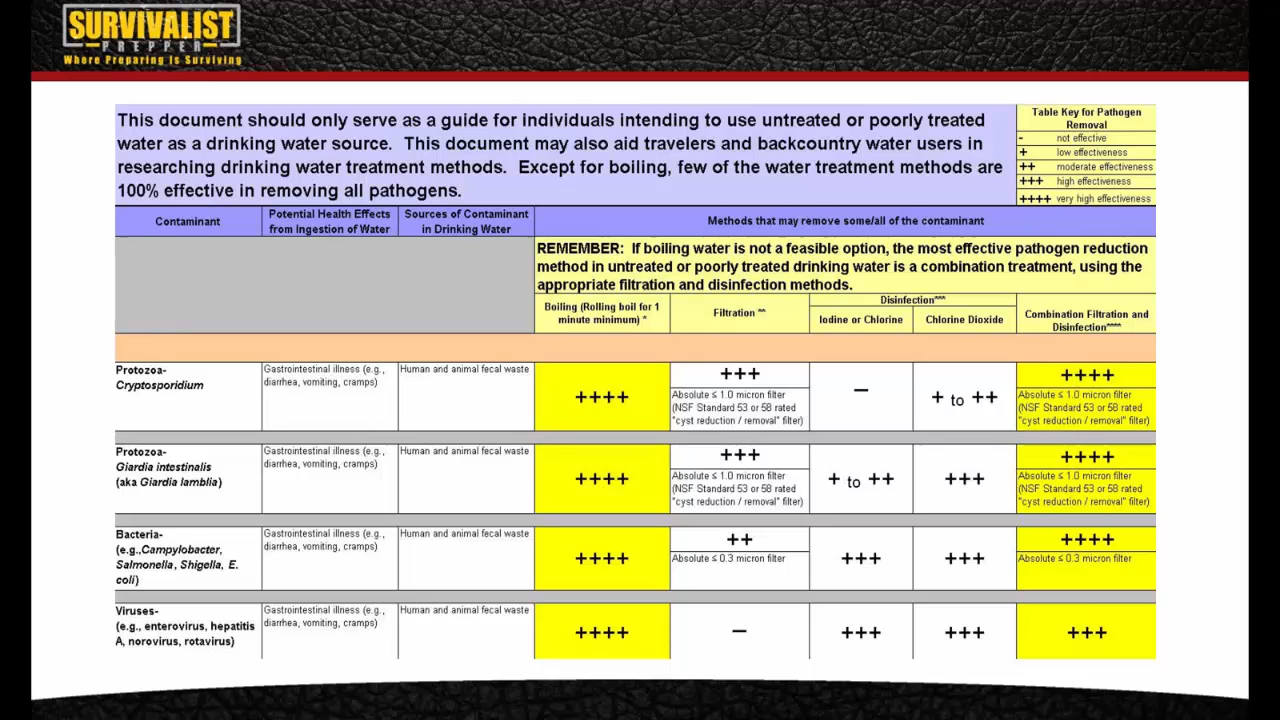 SURVIVALIST
PREPPER
Where Preparing Is Surviving
This document should only serve as a guide for individuals intending to use untreated or poorly treated
water as a drinking water source. This document may also aid travelers and backcountry water users in
researching drinking water treatment methods. Except for boiling, few of the water treatment methods are
100% effective in removing all pathogens.
Table Key for Pathogen
Removal
- not effective
+ low effectiveness
++ moderate effectiveness
+++ high effectiveness
++++ very high effectiveness
Contaminant
Potential Health Effects
from Ingestion of Water
Sources of Contaminant
in Drinking Water
Methods that may remove some/all of the contaminant
REMEMBER: If boiling water is not a feasible option, the most effective pathogen reduction
method in untreated or poorly treated drinking water is a combination treatment, using the
appropriate filtration and disinfection methods.
Boiling (Rolling boil for 1
minute minimum) *
Filtration **
Disinfection***
Iodine or Chlorine
Chlorine Dioxide
Combination Filtration and
Disinfection****
Protozoa-
Cryptosporidium
Gastrointestinal illness (e.g.,
diarrhea, vomiting, cramps)
Human and animal fecal waste
++++
+++
Absolute ≤ 1.0 micron filter
(NSF Standard 53 or 58 rated
"cyst reduction / removal" filter)
–
+ to ++
++++
Absolute ≤ 1.0 micron filter
(NSF Standard 53 or 58 rated
"cyst reduction / removal" filter)
Protozoa-
Giardia intestinalis
(aka Giardia lamblia)
Gastrointestinal illness (e.g.,
diarrhea, vomiting, cramps)
Human and animal fecal waste
++++
+++
Absolute ≤ 1.0 micron filter
(NSF Standard 53 or 58 rated
"cyst reduction / removal" filter)
+ to ++
+++
++++
Absolute ≤ 1.0 micron filter
(NSF Standard 53 or 58 rated
"cyst reduction / removal" filter)
Bacteria-
(e.g.,Campylobacter,
Salmonella, Shigella, E.
coli)
Gastrointestinal illness (e.g.,
diarrhea, vomiting, cramps)
Human and animal fecal waste
++++
++
Absolute ≤ 0.3 micron filter
+++
+++
++++
Absolute ≤ 0.3 micron filter
Viruses-
(e.g., enterovirus, hepatitis
A, norovirus, rotavirus)
Gastrointestinal illness (e.g.,
diarrhea, vomiting, cramps)
Human and animal fecal waste
++++
–
+++
+++
+++